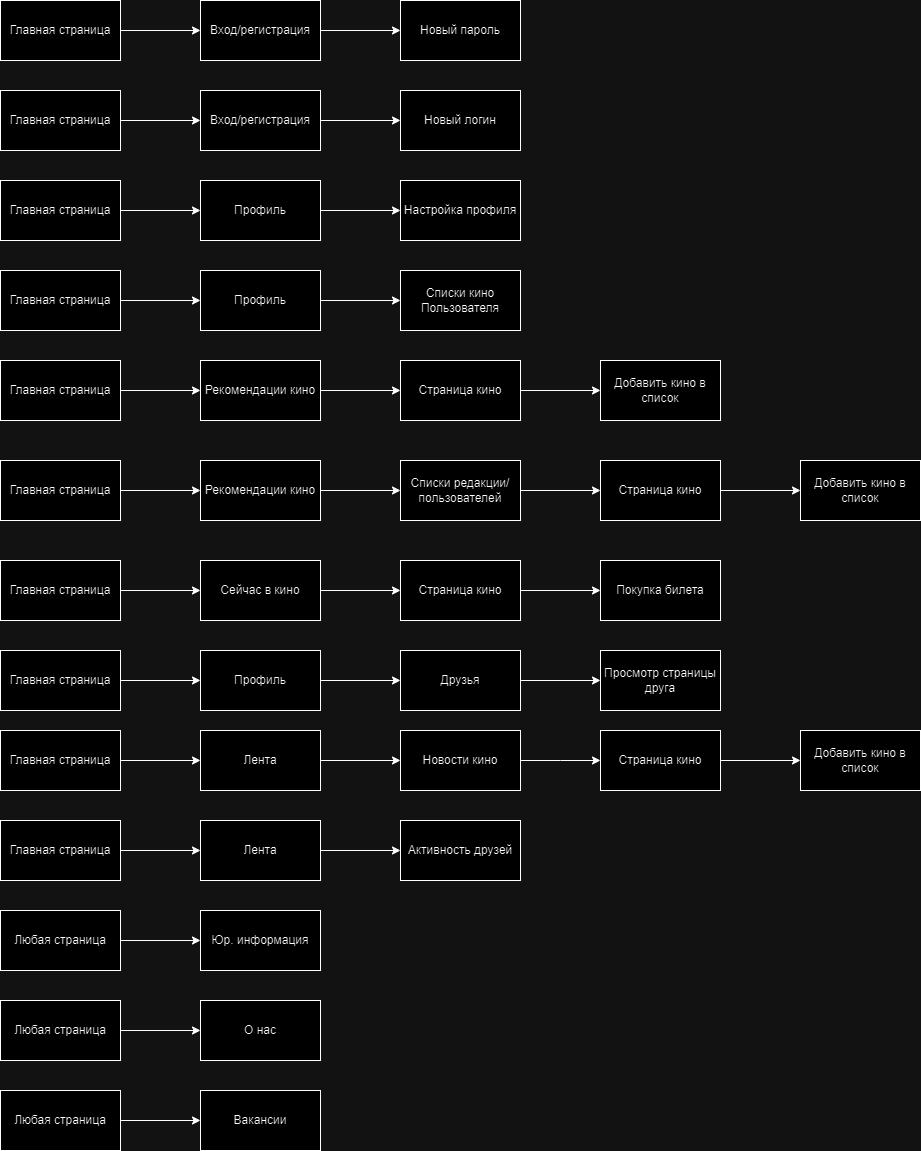 Главная страница
Вход/регистрация
Новый пароль
Главная страница
Вход/регистрация
Новый логин
Главная страница
Профиль
Настройка профиля
Главная страница
Профиль
Списки кино
Пользователя
Главная страница
Рекомендации кино
Страница кино
Добавить кино в
список
Главная страница
Рекомендации кино
Списки редакции/
пользователей
Страница кино
Добавить кино в
список
Главная страница
Сейчас в кино
Страница кино
Покупка билета
Главная страница
Профиль
Друзья
Просмотр страницы
друга
Главная страница
Лента
Новости кино
Страница кино
Добавить кино в
список
Главная страница
Лента
Активность друзей
Любая страница
Юр. информация
Любая страница
О нас
Любая страница
Вакансии